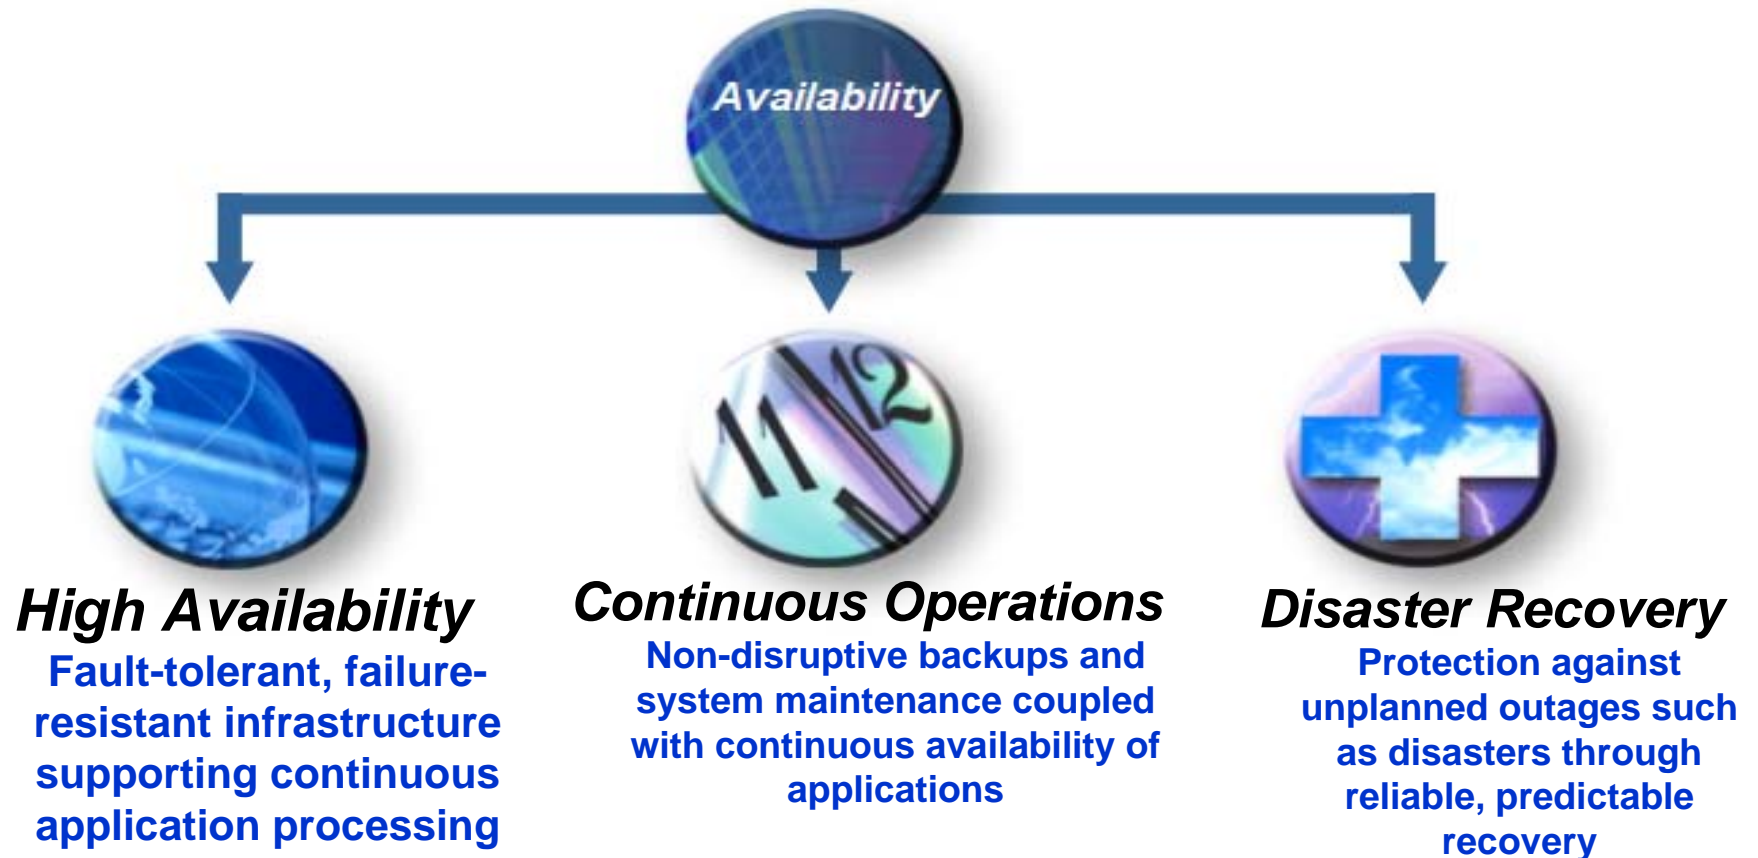 Availability
11
12
High Availability
Fault-tolerant, failure-
resistant infrastructure
supporting continuous
application processing
Continuous Operations
Non-disruptive backups and
system maintenance coupled
with continuous availability of
applications
Disaster Recovery
Protection against
unplanned outages such
as disasters through
reliable, predictable
recovery